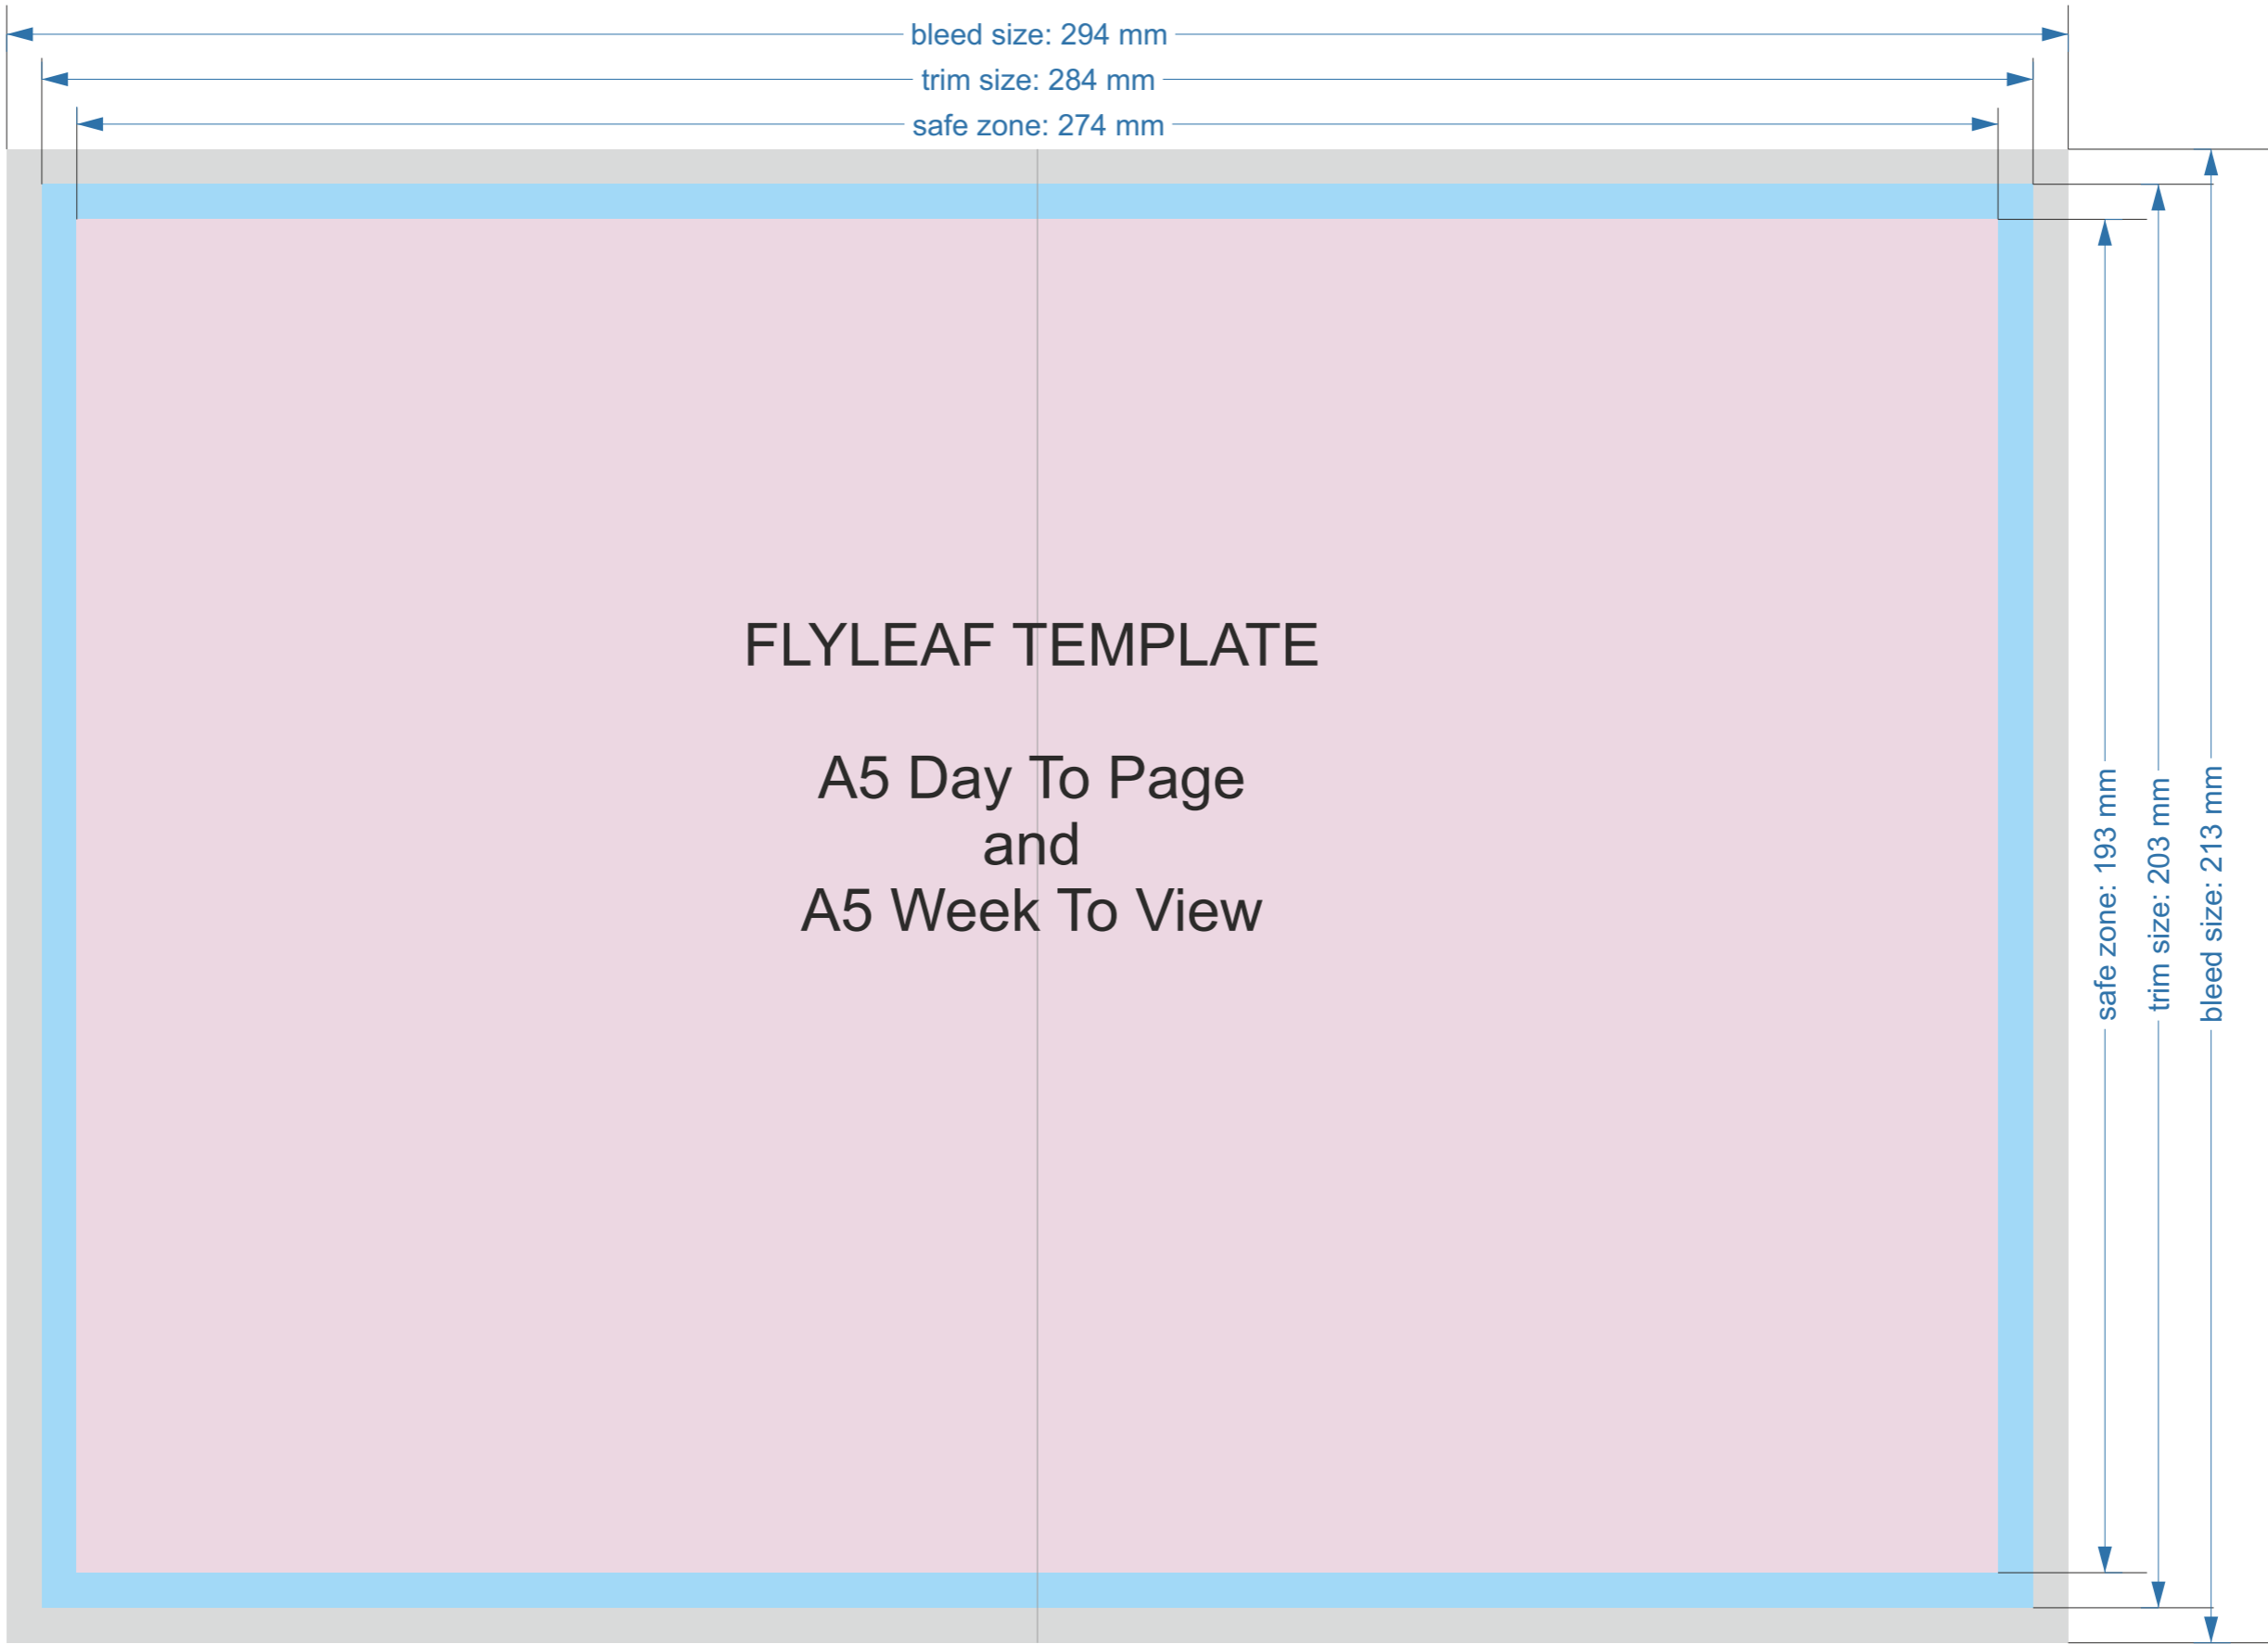 bleed size: 294 mm
trim size: 284 mm
safe zone: 274 mm
FLYLEAF TEMPLATE
A5 Day To Page
and
A5 Week To View
safe zone: 193 mm
trim size: 203 mm
bleed size: 213 mm